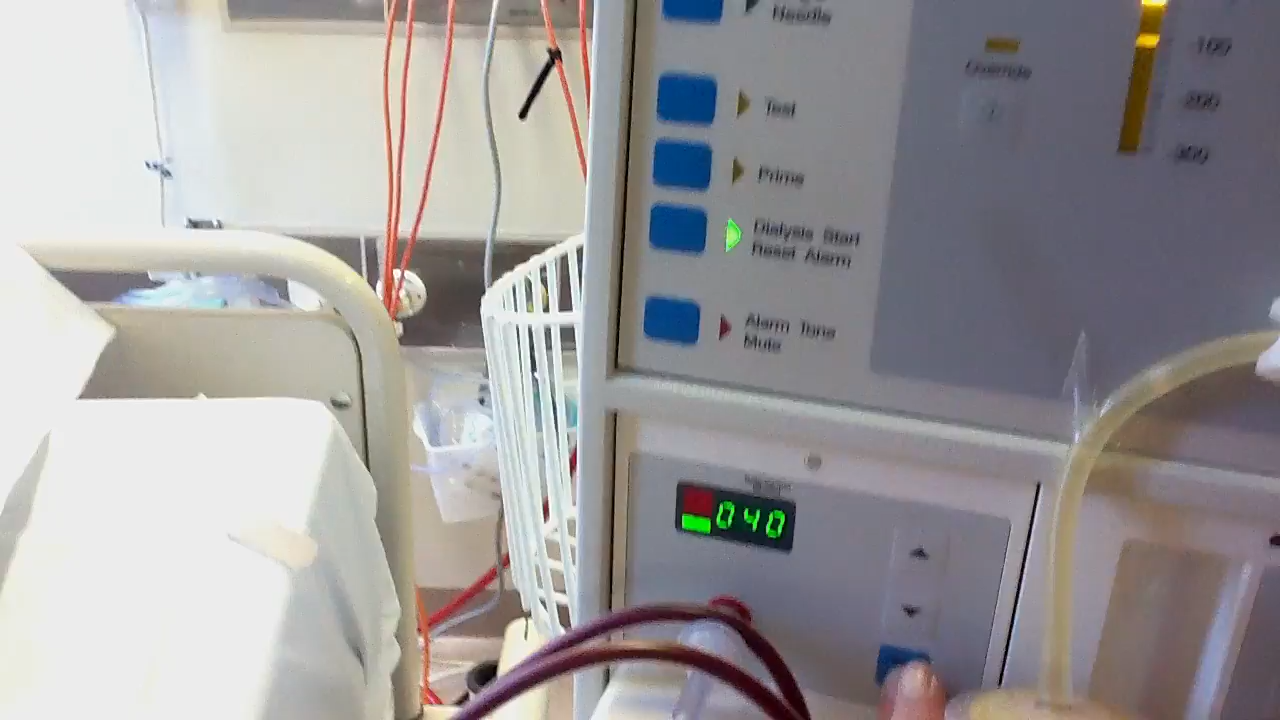 Needle
Test
Prime
Dialysis Start
Reset Alarm
Alarm Tone
Mute
Override
100
200
300
040